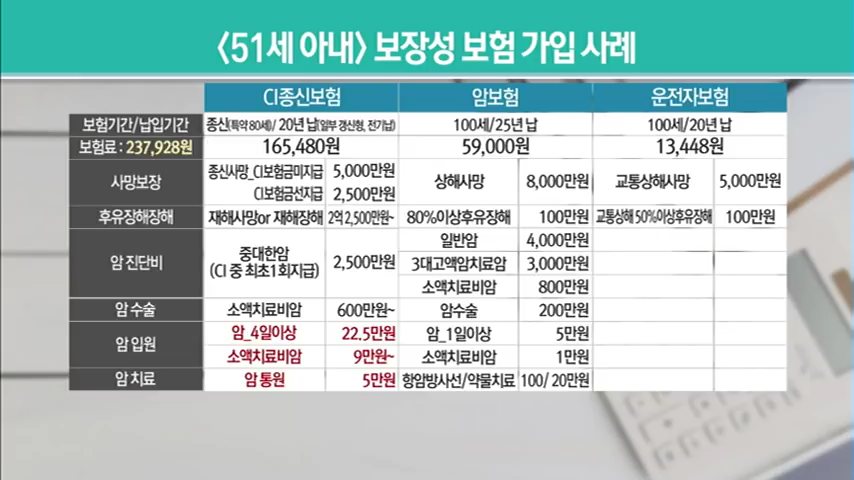 <51세 아내> 보장성 보험 가입 사례
CI종신보험 암보험 운전자보험
보험기간/납입기간 종신(특약 80세)/ 20년 납(일부 갱신형, 전기납) 100세/25년 납 100세/20년 납
보험료 : 237,928원 165,480원 59,000원 13,448원
사망보장 종신사망_CI보험금미지급 5,000만원 상해사망 8,000만원 교통상해사망 5,000만원
CI보험금선지급 2,500만원
후유장해장해 재해사망or 재해장해 2억 2,500만원~ 80%이상후유장해 100만원 교통상해 50%이상후유장해 100만원
암 진단비 중대한암 (CI 중 최초1회지급) 2,500만원 일반암 4,000만원
3대고액암치료암 3,000만원
소액치료비암 800만원
암 수술 소액치료비암 600만원~ 암수술 200만원
암 입원 암_4일이상 22.5만원 암_1일이상 5만원
소액치료비암 9만원~ 소액치료비암 1만원
암 치료 암 통원 5만원 항암방사선/약물치료 100/ 20만원